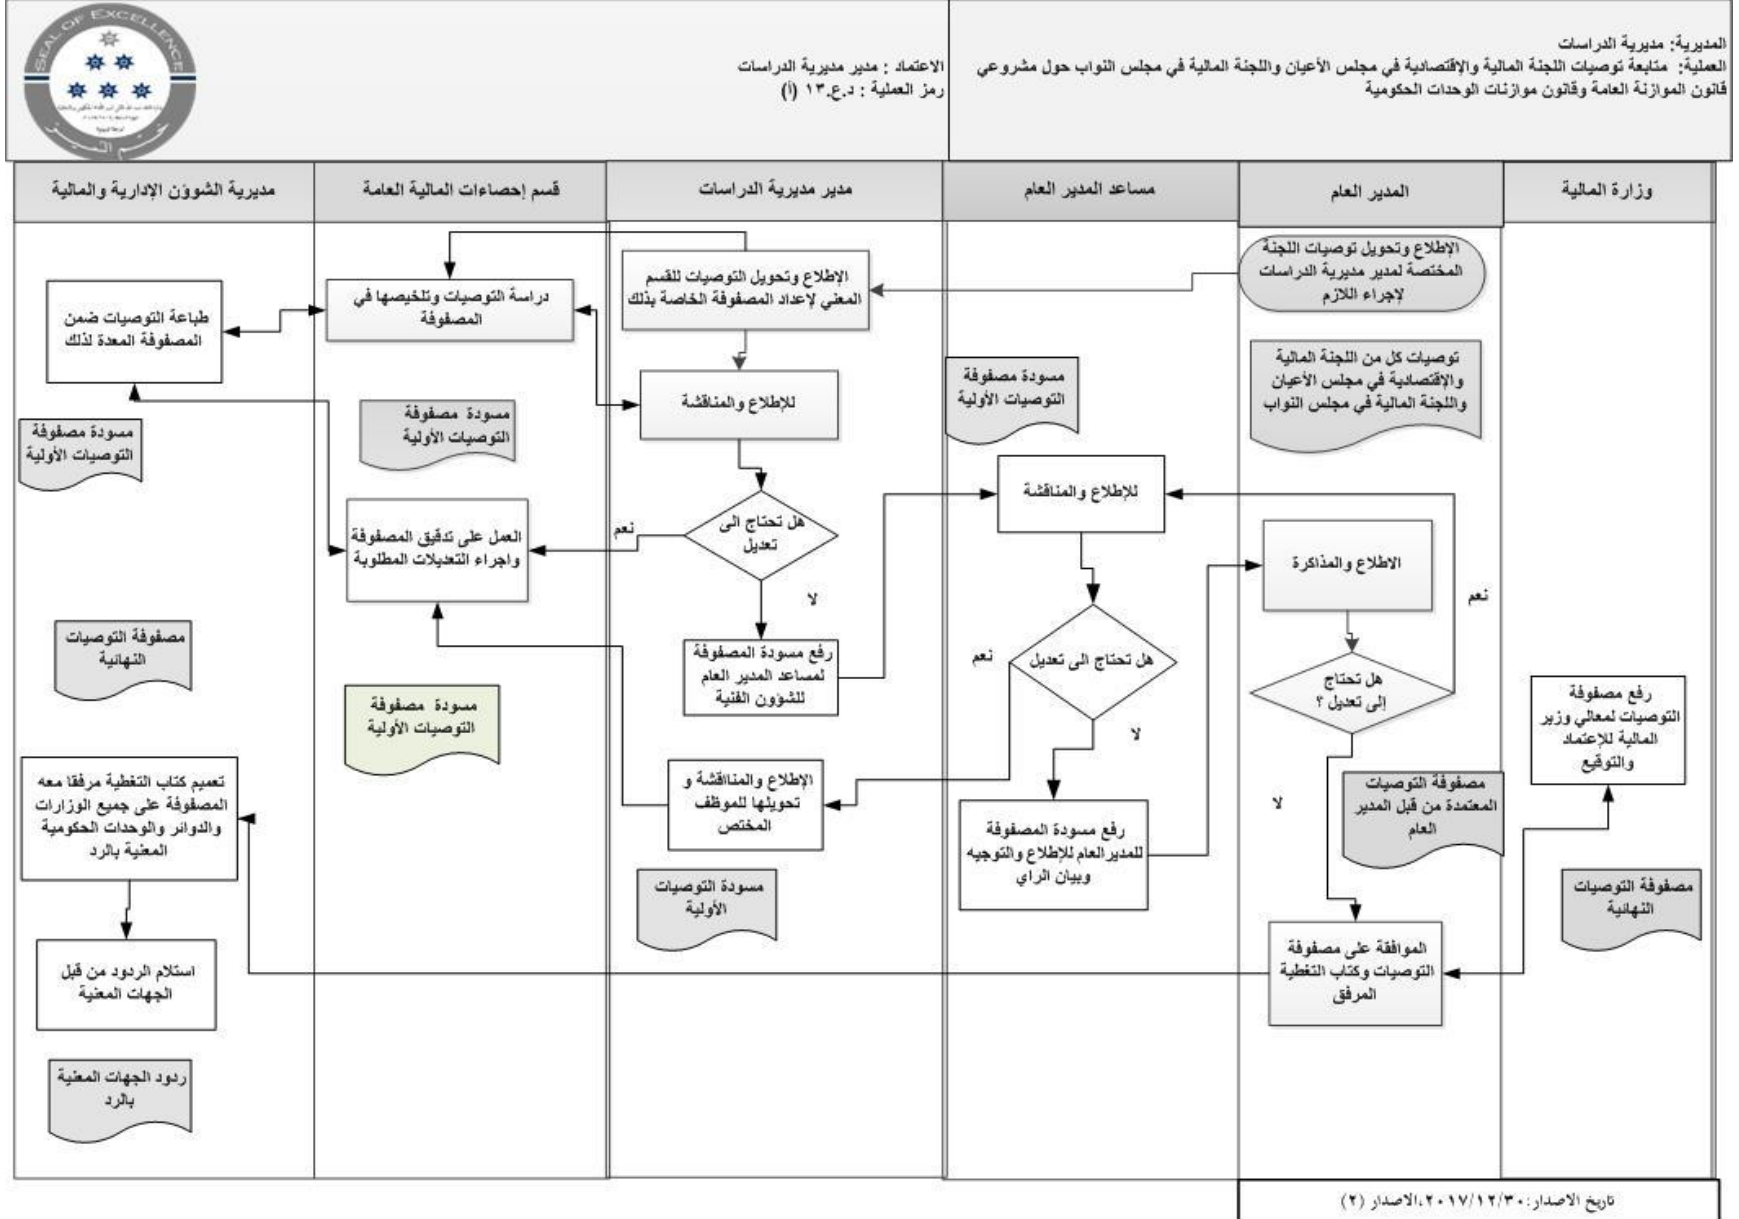 المديرية: مديرية الدراسات
العملية: متابعة توصيات اللجنة المالية والإقتصادية في مجلس الأعيان واللجنة المالية في مجلس النواب حول مشروعي
قانون الموازنة العامة وقانون موازنات الوحدات الحكومية
الاعتماد : مدير مديرية الدراسات
رمز العملية : د.ع.١٣ (أ)
SEAL OF EXCELLENCE
ختم التميز
وزارة المالية
المدير العام
مساعد المدير العام
مدير مديرية الدراسات
قسم إحصاءات المالية العامة
مديرية الشوؤن الإدارية والمالية
الإطلاع وتحويل توصيات اللجنة
المختصة لمدير مديرية الدراسات
لإجراء اللازم
توصيات كل من اللجنة المالية
والإقتصادية في مجلس الأعيان
واللجنة المالية في مجلس النواب
الإطلاع وتحويل التوصيات للقسم
المعني لإعداد المصفوفة الخاصة بذلك
دراسة التوصيات وتلخيصها في
المصفوفة
طباعة التوصيات ضمن
المصفوفة المعدة لذلك
للإطلاع والمناقشة
مسودة مصفوفة
التوصيات الأولية
مسودة مصفوفة
التوصيات الأولية
مسودة مصفوفة
التوصيات الأولية
للإطلاع والمناقشة
هل تحتاج الى
تعديل
نعم
لا
العمل على تدقيق المصفوفة
واجراء التعديلات المطلوبة
الاطلاع والمذاكرة
نعم
هل تحتاج
إلى تعديل ؟
لا
هل تحتاج الى تعديل
نعم
لا
رفع مسودة المصفوفة
لمساعد المدير العام
للشؤون الفنية
مصفوفة التوصيات
النهائية
مسودة مصفوفة
التوصيات الأولية
رفع مصفوفة
التوصيات لمعالي وزير
المالية للإعتماد
والتوقيع
مصفوفة التوصيات
المعتمدة من قبل المدير
العام
الإطلاع والمنااقشة و
تحويلها للموظف
المختص
رفع مسودة المصفوفة
للمدير العام للإطلاع والتوجيه
وبيان الراي
تعميم كتاب التغطية مرفقا معه
المصفوفة على جميع الوزارات
والدوائر والوحدات الحكومية
المعنية بالرد
مسودة التوصيات
الأولية
مصفوفة التوصيات
النهائية
الموافقة على مصفوفة
التوصيات وكتاب التغطية
المرفق
استلام الردود من قبل
الجهات المعنية
ردود الجهات المعنية
بالرد
تاريخ الاصدار:٢٠١٧/١٢/٣٠،الاصدار (٢)